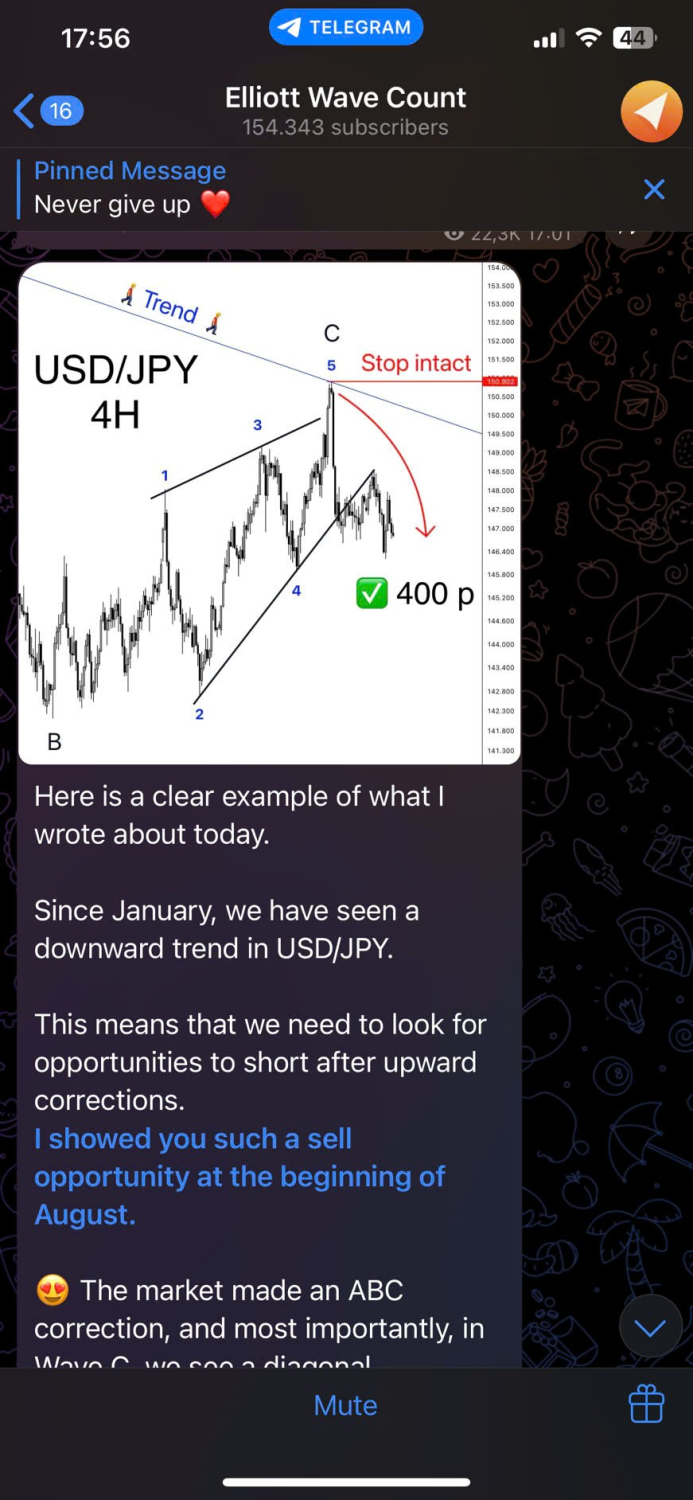 17:56
TELEGRAM
44
16
Elliott Wave Count
154.343 subscribers
Pinned Message
Never give up ❤️
22,3K 17:01
Trend
USD/JPY
4H
C
5
Stop intact
3
1
4
2
B
✅ 400 p
154.000
153.500
153.000
152.500
152.000
151.500
150.902
150.500
150.000
149.500
149.000
148.500
148.000
147.500
147.000
146.400
145.800
145.200
144.600
144.000
143.400
142.800
142.300
141.800
141.300
Here is a clear example of what I
wrote about today.
Since January, we have seen a
downward trend in USD/JPY.
This means that we need to look for
opportunities to short after upward
corrections.
I showed you such a sell
opportunity at the beginning of
August.
😍 The market made an ABC
correction, and most importantly, in
Wave C, we see a diagonal
Mute